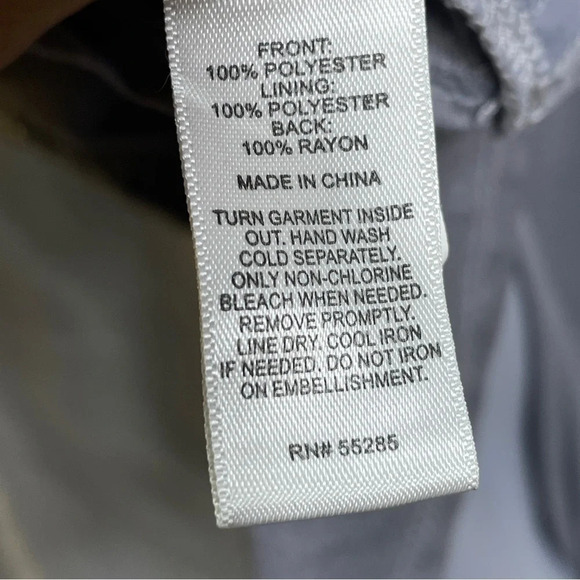 FRONT:
100% POLYESTER
LINING:
100% POLYESTER
BACK:
100% RAYON
MADE IN CHINA
TURN GARMENT INSIDE
OUT. HAND WASH
COLD SEPARATELY.
ONLY NON-CHLORINE
BLEACH WHEN NEEDED.
REMOVE PROMPTLY.
LINE DRY. COOL IRON
IF NEEDED. DO NOT IRON
ON EMBELLISHMENT.
RN# 55285